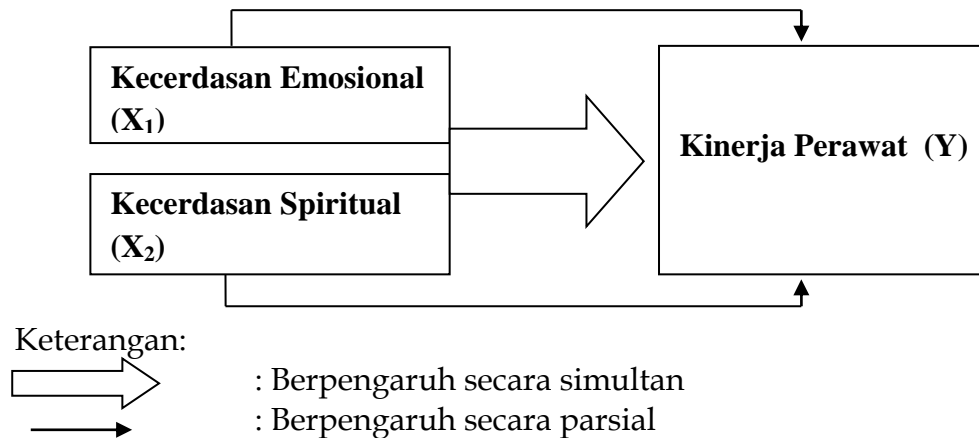 Kecerdasan Emosional
(X₁)
Kinerja Perawat (Y)
Kecerdasan Spiritual
(X₂)
Keterangan:
: Berpengaruh secara simultan
: Berpengaruh secara parsial